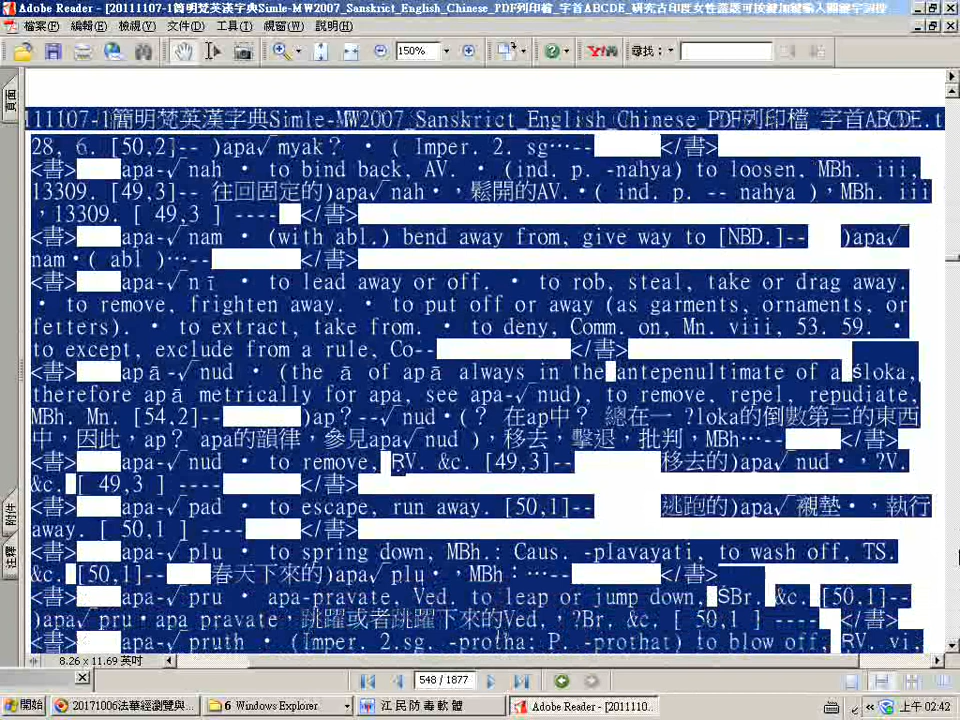 Adobe Reader - [20111107-1簡明梵英漢字典Simle-MW2007_Sanskrit_English_Chinese_PDF列印檔_字首ABCDE_研究古印度女性議題可按鍵加鍵輸入關鍵字詞搜
檔案(F) 編輯(E) 檢視(V) 文件(D) 工具(T) 視窗(W) 說明(H)
150% Y! 尋找：
頁面
111107-1簡明梵英漢字典Simle-MW2007_Sanskrict_English_Chinese_PDF列印檔_字首ABCDE.t
28, 6. [50,2]-- )apa√myak？ • ( Imper. 2. sg…-- </書>
<書> apa-√nah • to bind back, AV. • (ind. p. -nahya) to loosen, MBh. iii,
13309. [49,3]-- 往回固定的)apa√nah•，鬆開的AV.•( ind. p. -- nahya )，MBh. iii
，13309. [ 49,3 ] ---- </書>
<書> apa-√nam • (with abl.) bend away from, give way to [NBD.]-- )apa√
nam•( abl )…-- </書>
<書> apa-√nī • to lead away or off. • to rob, steal, take or drag away.
• to remove, frighten away. • to put off or away (as garments, ornaments, or
fetters). • to extract, take from. • to deny, Comm. on, Mn. viii, 53. 59. •
to except, exclude from a rule, Co-- </書>
<書> apā-√nud • (the ā of apā always in the antepenultimate of a śloka,
therefore apā metrically for apa, see apa-√nud), to remove, repel, repudiate,
MBh. Mn. [54,2]-- )ap？--√nud•(？ 在ap中？ 總在一 ?loka的倒數第三的東西
中，因此，ap？ apa的韻律，參見apa√nud )，移去，擊退，批判，MBh…-- </書>
<書> apa-√nud • to remove, RV. &c. [49,3]-- 移去的)apa√nud•，?V.
&c. [ 49,3 ] ---- </書>
<書> apa-√pad • to escape, run away. [50,1]-- 逃跑的)apa√襯墊•，執行
away. [ 50,1 ] ---- </書>
<書> apa-√plu • to spring down, MBh.: Caus. -plavayati, to wash off, TS.
&c. [50,1]-- 春天下來的)apa√plu•，MBh：…-- </書>
<書> apa-√pru • apa-pravate, Ved. to leap or jump down, ŚBr. &c. [50,1]--
)apa√pru•apa pravate，跳躍或者跳躍下來的Ved,，?Br. &c. [ 50,1 ] ---- </書>
<書> apa-√pruth • (Imper. 2.sg. -protha: P. -prothat) to blow off, RV. vi,
附件
注釋
8.26 x 11.69 英吋
548 / 1877
開始 20171006法華經瀏覽與... 6 Windows Explorer 江民防毒軟體 Adobe Reader - [2011110... 上午 02:42